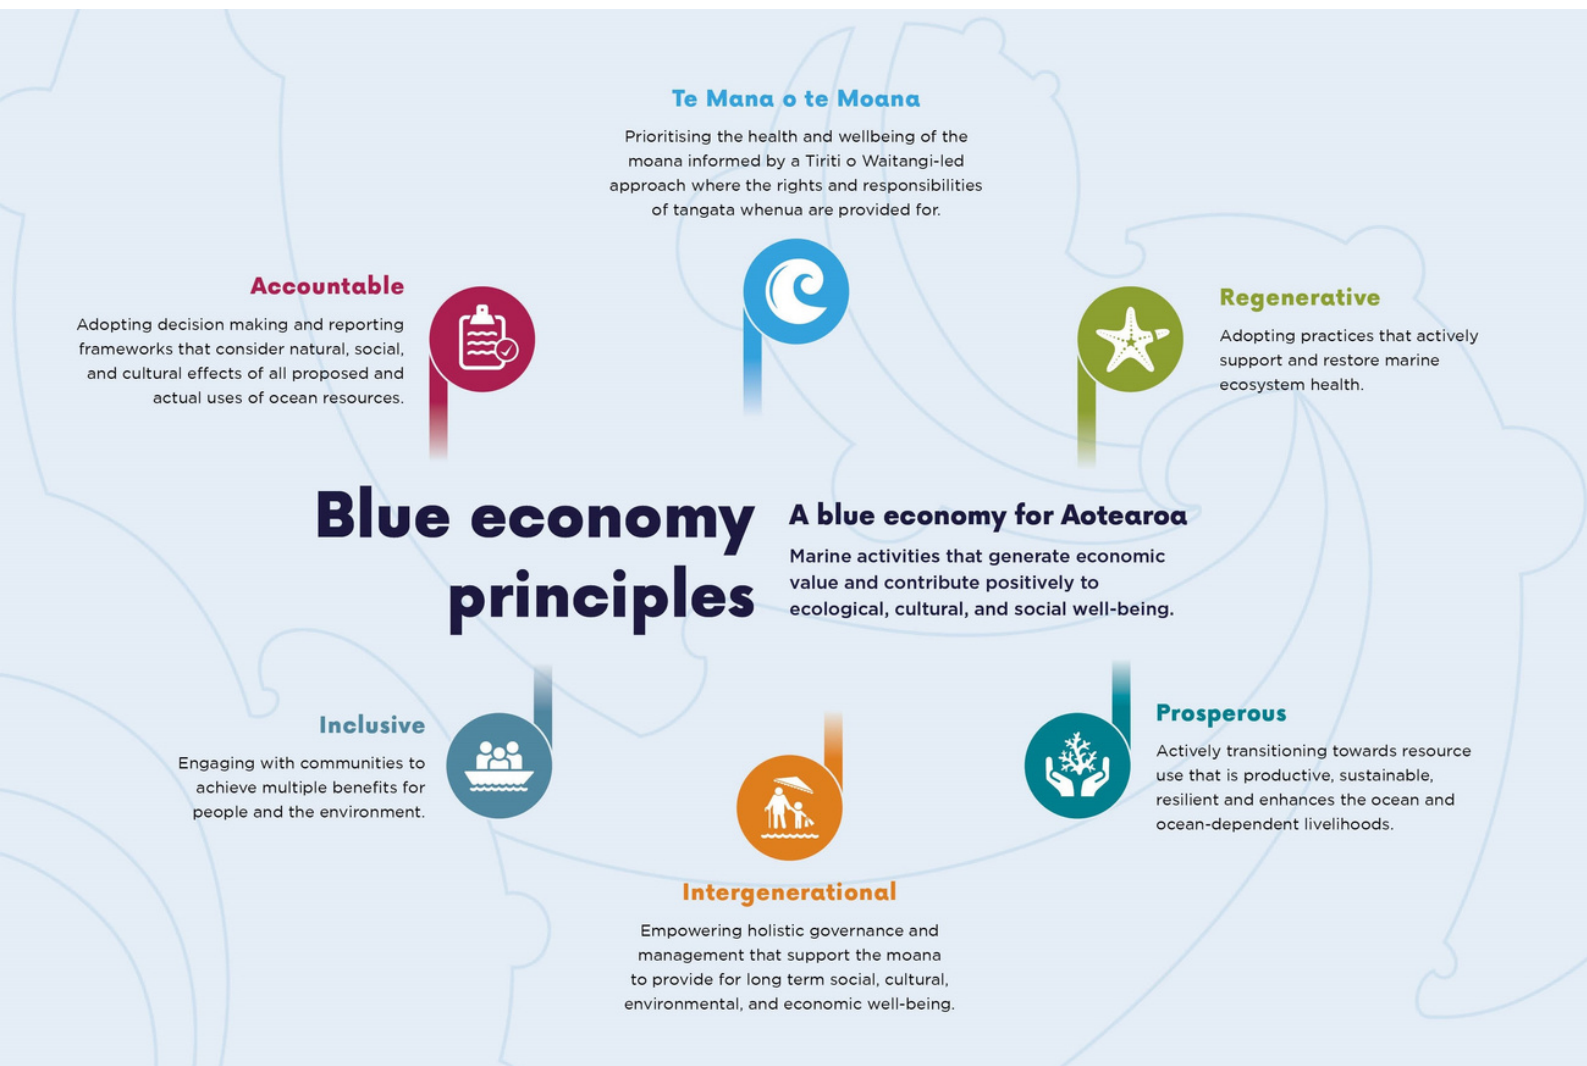 Te Mana o te Moana
Prioritising the health and wellbeing of the
moana informed by a Tiriti o Waitangi-led
approach where the rights and responsibilities
of tangata whenua are provided for.
Accountable
Adopting decision making and reporting
frameworks that consider natural, social,
and cultural effects of all proposed and
actual uses of ocean resources.
Regenerative
Adopting practices that actively
support and restore marine
ecosystem health.
Blue economy
principles
A blue economy for Aotearoa
Marine activities that generate economic
value and contribute positively to
ecological, cultural, and social well-being.
Inclusive
Engaging with communities to
achieve multiple benefits for
people and the environment.
Prosperous
Actively transitioning towards resource
use that is productive, sustainable,
resilient and enhances the ocean and
ocean-dependent livelihoods.
Intergenerational
Empowering holistic governance and
management that support the moana
to provide for long term social, cultural,
environmental, and economic well-being.